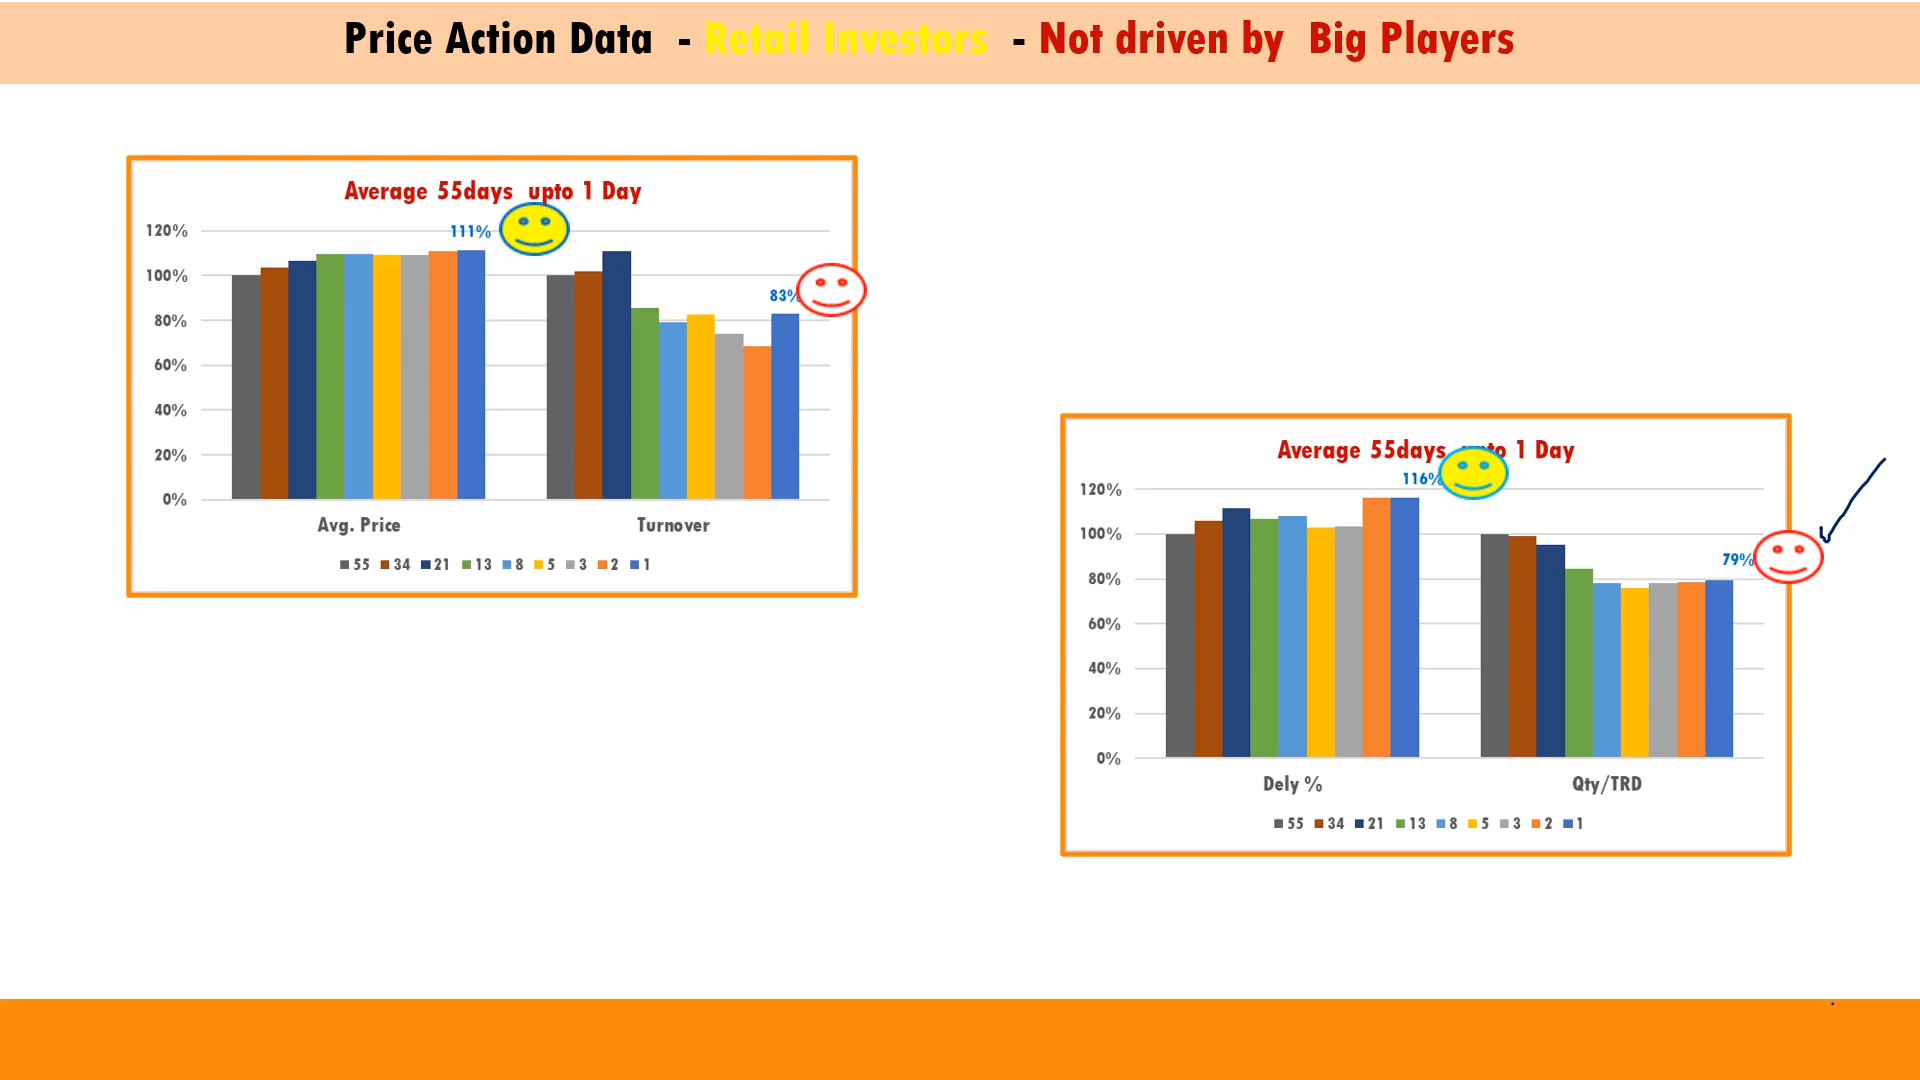 Price Action Data - Retail Investors - Not driven by Big Players
Average 55days upto 1 Day
120%
111%
100%
83%
80%
60%
40%
20%
0%
Avg. Price
Turnover
55 34 21 13 8 5 3 2 1
Average 55days 1 Day
116%
120%
100%
79%
80%
60%
40%
20%
0%
Dely %
Qty/TRD
55 34 21 13 8 5 3 2 1